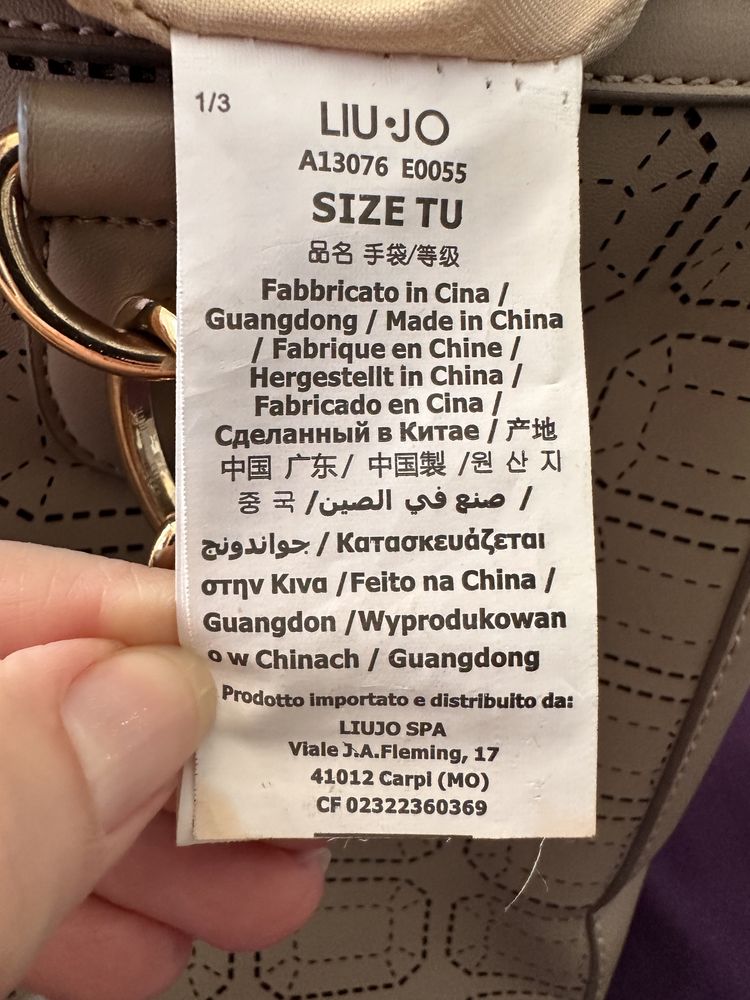 1/3
LIU·JO
A13076 E0055
SIZE TU
品名 手袋/等级
Fabbricato in Cina /
Guangdong / Made in China
/ Fabrique en Chine /
Hergestellt in China /
Fabricado en Cina /
Сделанный в Китае / 产地
中国 广东/ 中国製 /원 산 지
중 국 /صنع في الصين /
جواندونج / Κατασκευάζεται
στην Κινα /Feito na China /
Guangdon /Wyprodukowan
o w Chinach / Guangdong
Prodotto importato e distribuito da:
LIUJO SPA
Viale J.A.Fleming, 17
41012 Carpi (MO)
CF 02322360369